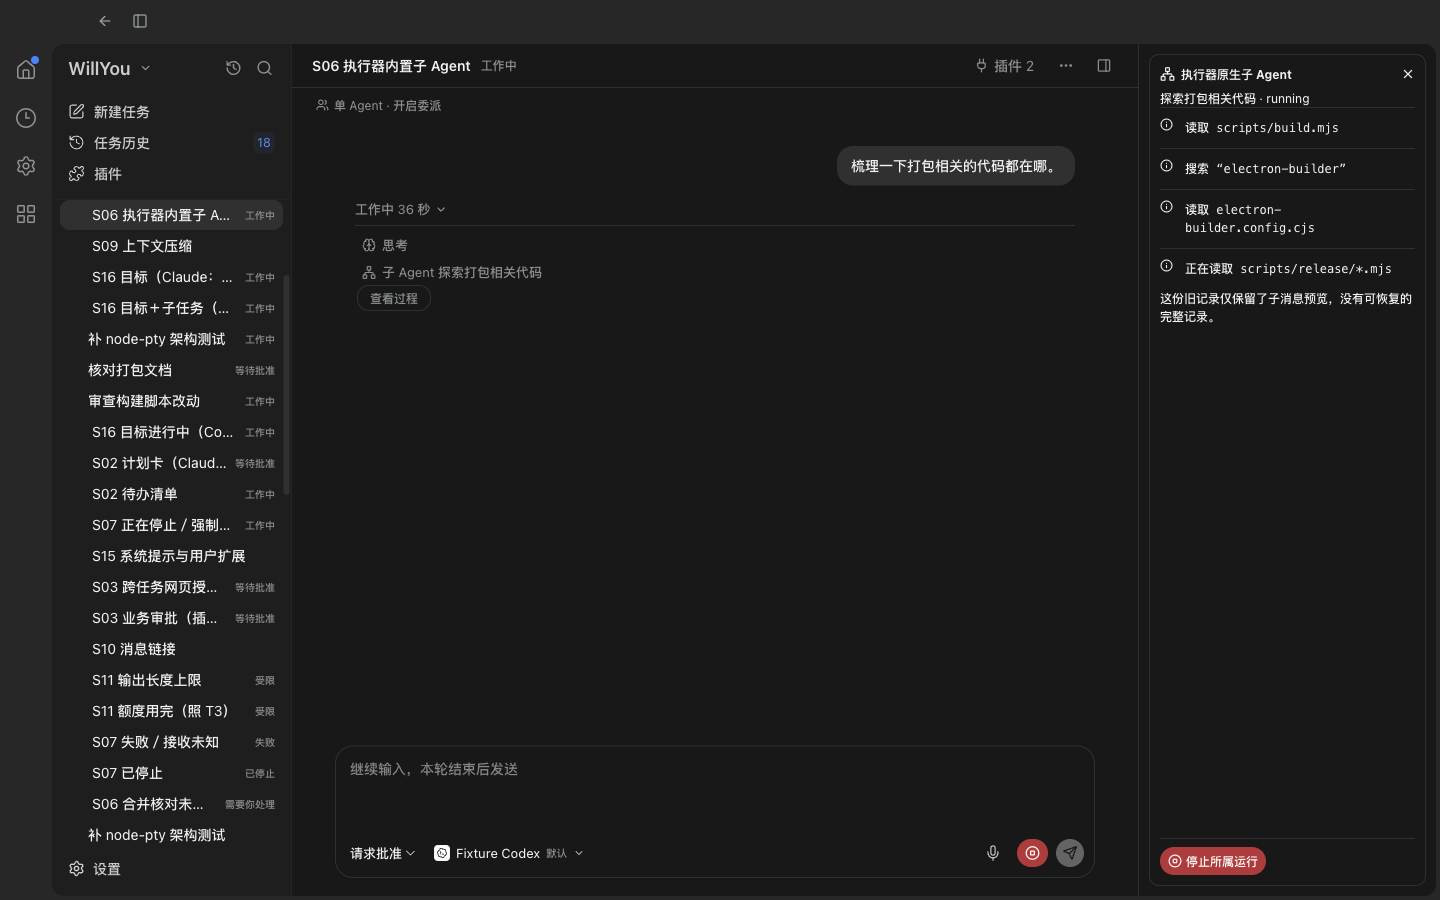 WillYou
新建任务
任务历史 18
插件
S06 执行器内置子 A... 工作中
S09 上下文压缩
S16 目标（Claude: ... 工作中
S16 目标＋子任务（... 工作中
补 node-pty 架构测试 工作中
核对打包文档 等待批准
审查构建脚本改动 工作中
S16 目标进行中（Co... 工作中
S02 计划卡（Claud... 等待批准
S02 待办清单 工作中
S07 正在停止 / 强制... 工作中
S15 系统提示与用户扩展
S03 跨任务网页授... 等待批准
S03 业务审批（插... 等待批准
S10 消息链接
S11 输出长度上限 受限
S11 额度用完（照 T3） 受限
S07 失败 / 接收未知 失败
S07 已停止 已停止
S06 合并核对未... 需要你处理
补 node-pty 架构测试
设置
S06 执行器内置子 Agent 工作中
插件 2
单 Agent · 开启委派
梳理一下打包相关的代码都在哪。
工作中 36 秒
思考
子 Agent 探索打包相关代码
查看过程
继续输入，本轮结束后发送
请求批准 Fixture Codex 默认
执行器原生子 Agent
探索打包相关代码 · running
读取 scripts/build.mjs
搜索 “electron-builder”
读取 electron-
builder.config.cjs
正在读取 scripts/release/*.mjs
这份旧记录仅保留了子消息预览，没有可恢复的
完整记录。
停止所属运行